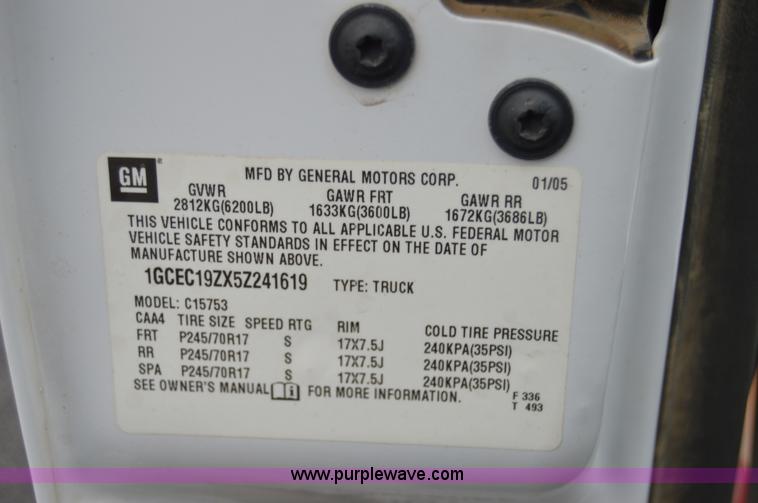 GM ®
MFD BY GENERAL MOTORS CORP. 01/05
GVWR GAWR FRT GAWR RR
2812KG(6200LB) 1633KG(3600LB) 1672KG(3686LB)
THIS VEHICLE CONFORMS TO ALL APPLICABLE U.S. FEDERAL MOTOR
VEHICLE SAFETY STANDARDS IN EFFECT ON THE DATE OF
MANUFACTURE SHOWN ABOVE.
1GCEC19ZX5Z241619 TYPE: TRUCK
MODEL: C15753
CAA4 TIRE SIZE SPEED RTG RIM COLD TIRE PRESSURE
FRT P245/70R17 S 17X7.5J 240KPA(35PSI)
RR P245/70R17 S 17X7.5J 240KPA(35PSI)
SPA P245/70R17 S 17X7.5J 240KPA(35PSI)
SEE OWNER'S MANUAL FOR MORE INFORMATION. F 336
T 493
www.purplewave.com